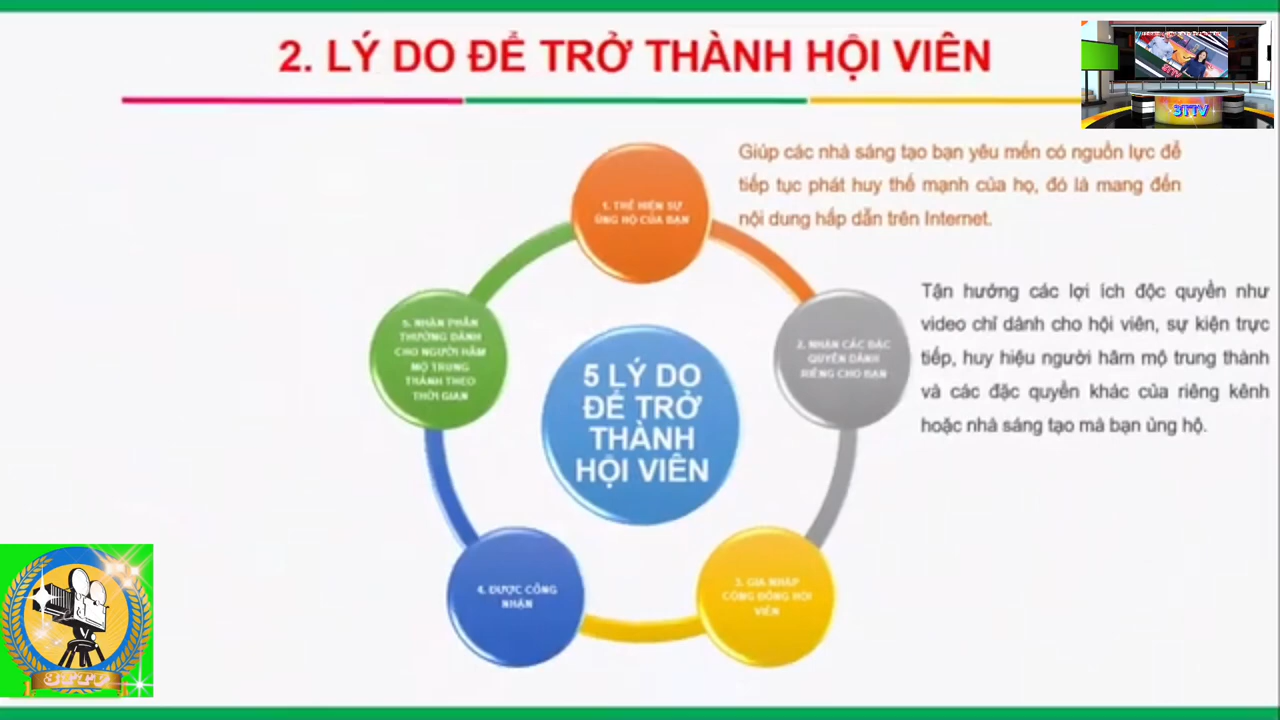 2. LÝ DO ĐỂ TRỞ THÀNH HỘI VIÊN
3TTV
Giúp các nhà sáng tạo bạn yêu mến có nguồn lực để
tiếp tục phát huy thế mạnh của họ, đó là mang đến
nội dung hấp dẫn trên Internet.
1. THỂ HIỆN SỰ
ỦNG HỘ CỦA BẠN
Tận hưởng các lợi ích độc quyền như
video chỉ dành cho hội viên, sự kiện trực
tiếp, huy hiệu người hâm mộ trung thành
và các đặc quyền khác của riêng kênh
hoặc nhà sáng tạo mà bạn ủng hộ.
2. NHẬN CÁC ĐẶC
QUYỀN DÀNH
RIÊNG CHO BẠN
5. NHẬN PHẦN
THƯỞNG DÀNH
CHO NGƯỜI HÂM
MỘ TRUNG
THÀNH THEO
THỜI GIAN
5 LÝ DO
ĐỂ TRỞ
THÀNH
HỘI VIÊN
4. ĐƯỢC CÔNG
NHẬN
3. GIA NHẬP
CỘNG ĐỒNG HỘI
VIÊN
3TTV